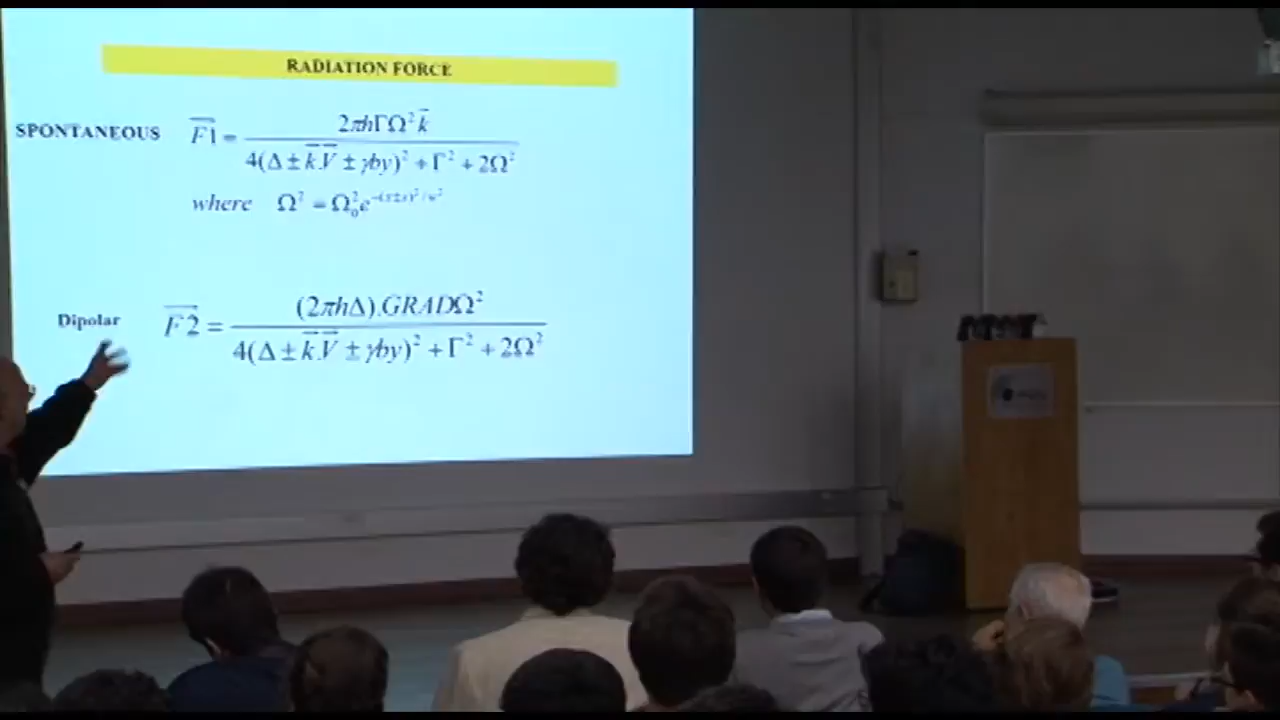 RADIATION FORCE
SPONTANEOUS F1 = 2πhΓΩ² k / 4(Δ ± k.V ± γby)² + Γ² + 2Ω²
where Ω² = Ω₀²e
Dipolar F2 = (2πhΔ).GRADΩ² / 4(Δ ± k.V ± γby)² + Γ² + 2Ω²